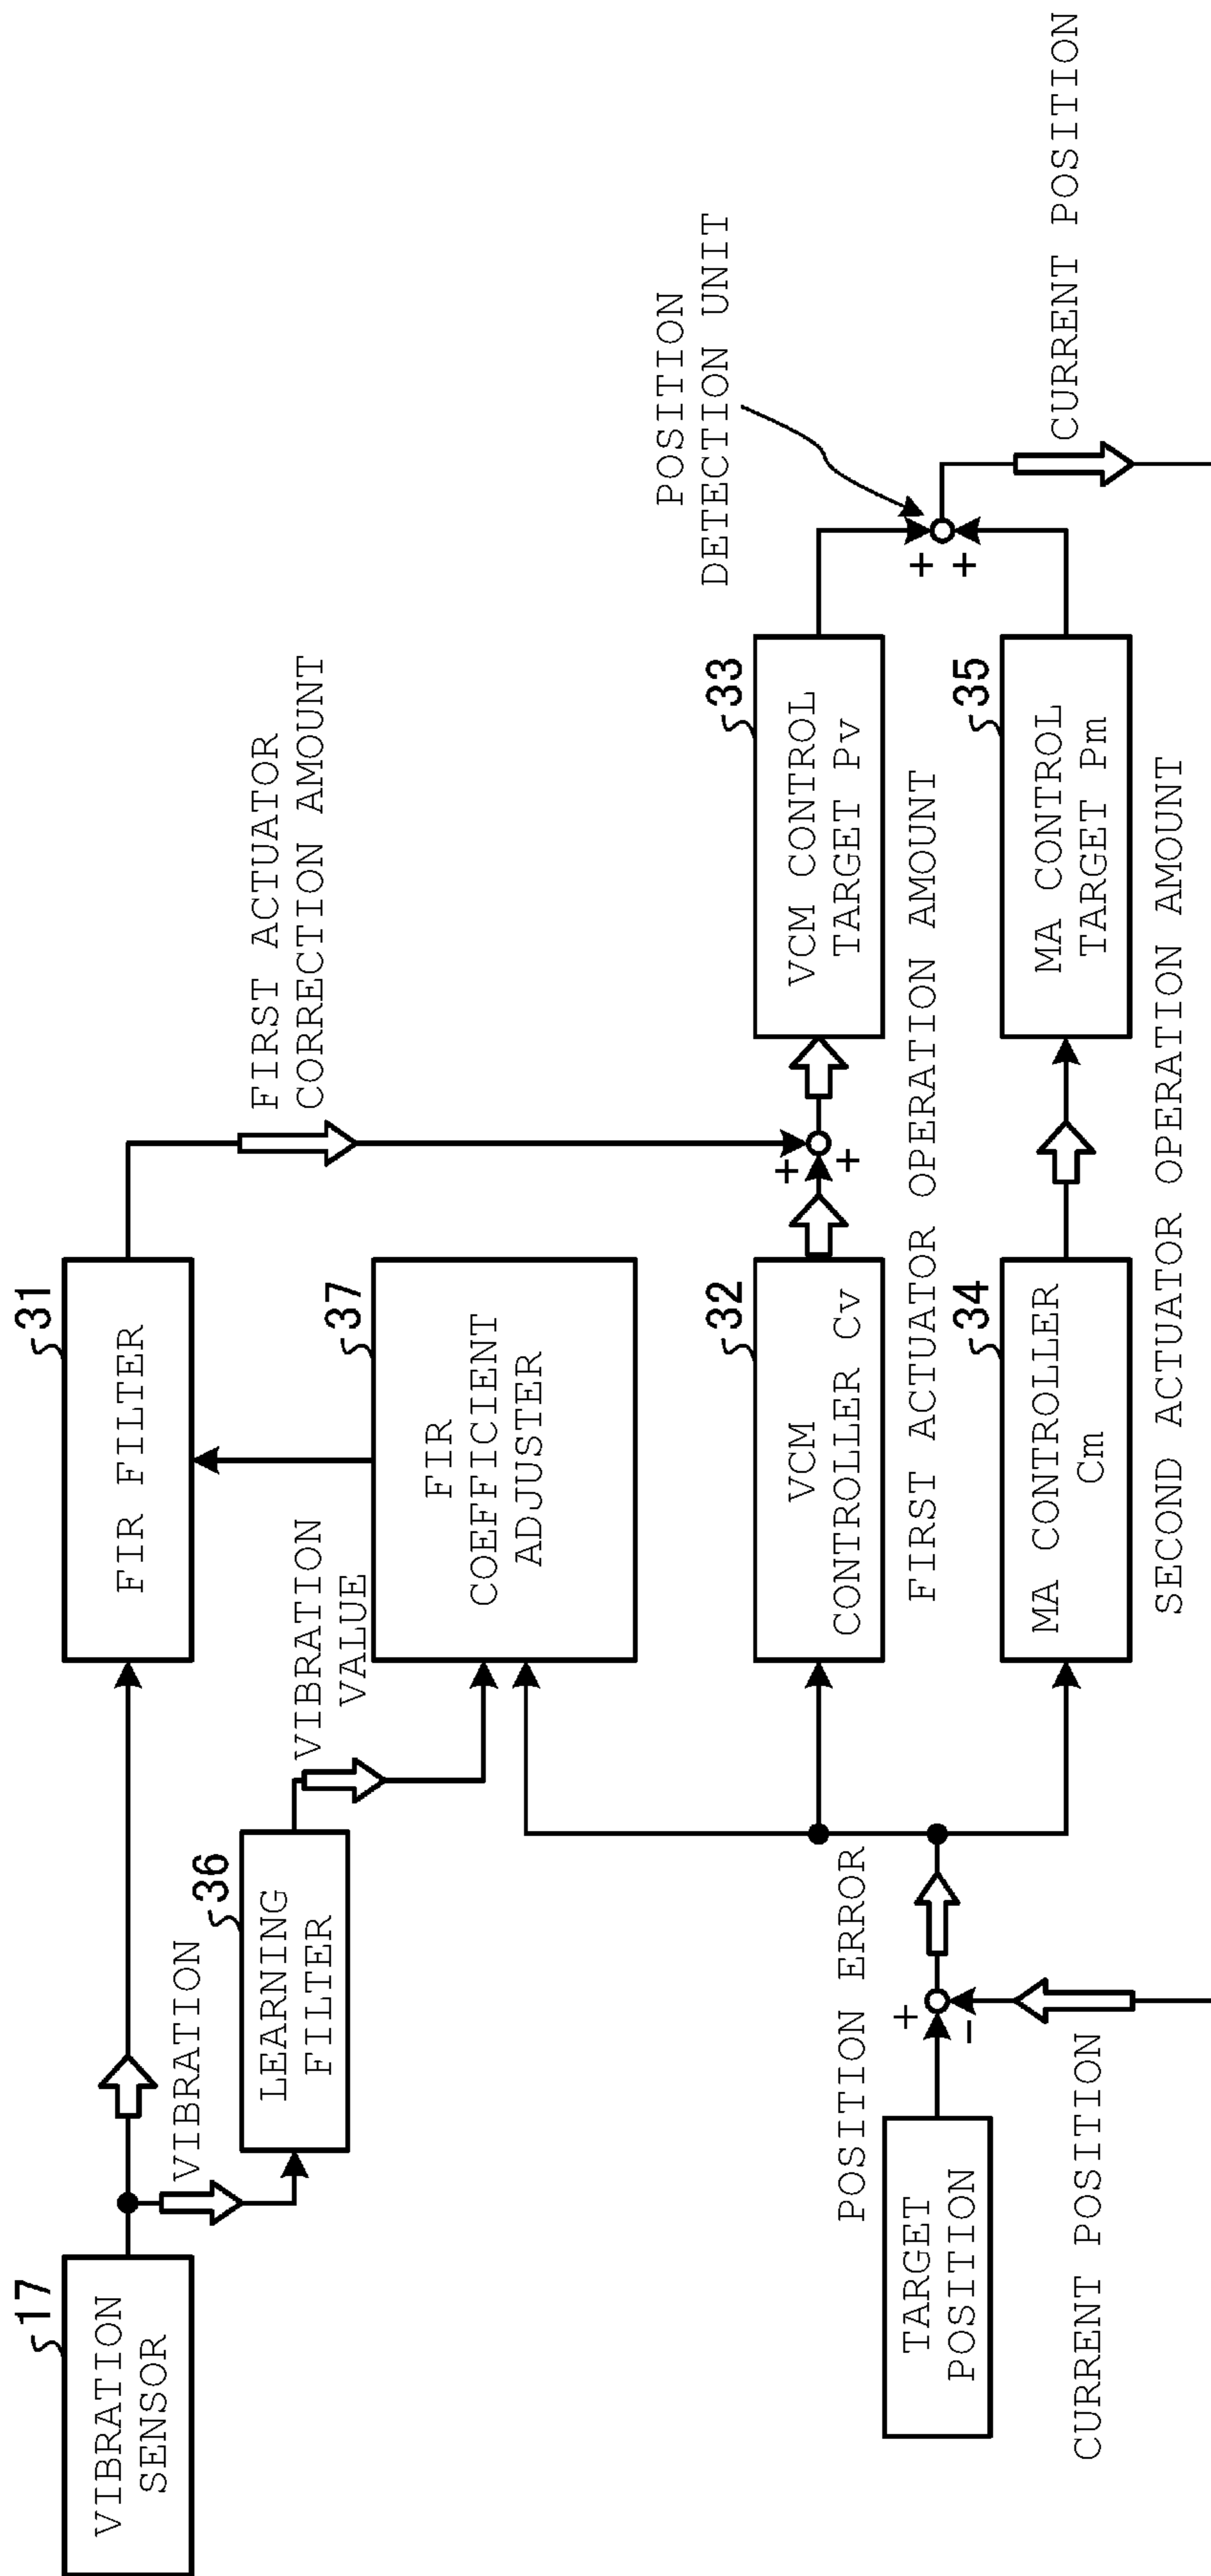 17
VIBRATION
SENSOR
VIBRATION
36
LEARNING
FILTER
VIBRATION
VALUE
31
FIR FILTER
37
FIR
COEFFICIENT
ADJUSTER
FIRST ACTUATOR
CORRECTION AMOUNT
TARGET
POSITION
+
-
POSITION ERROR
CURRENT POSITION
32
VCM
CONTROLLER Cv
+
+
FIRST ACTUATOR OPERATION AMOUNT
33
VCM CONTROL
TARGET Pv
34
MA CONTROLLER
Cm
SECOND ACTUATOR OPERATION AMOUNT
35
MA CONTROL
TARGET Pm
+
+
POSITION
DETECTION UNIT
CURRENT POSITION